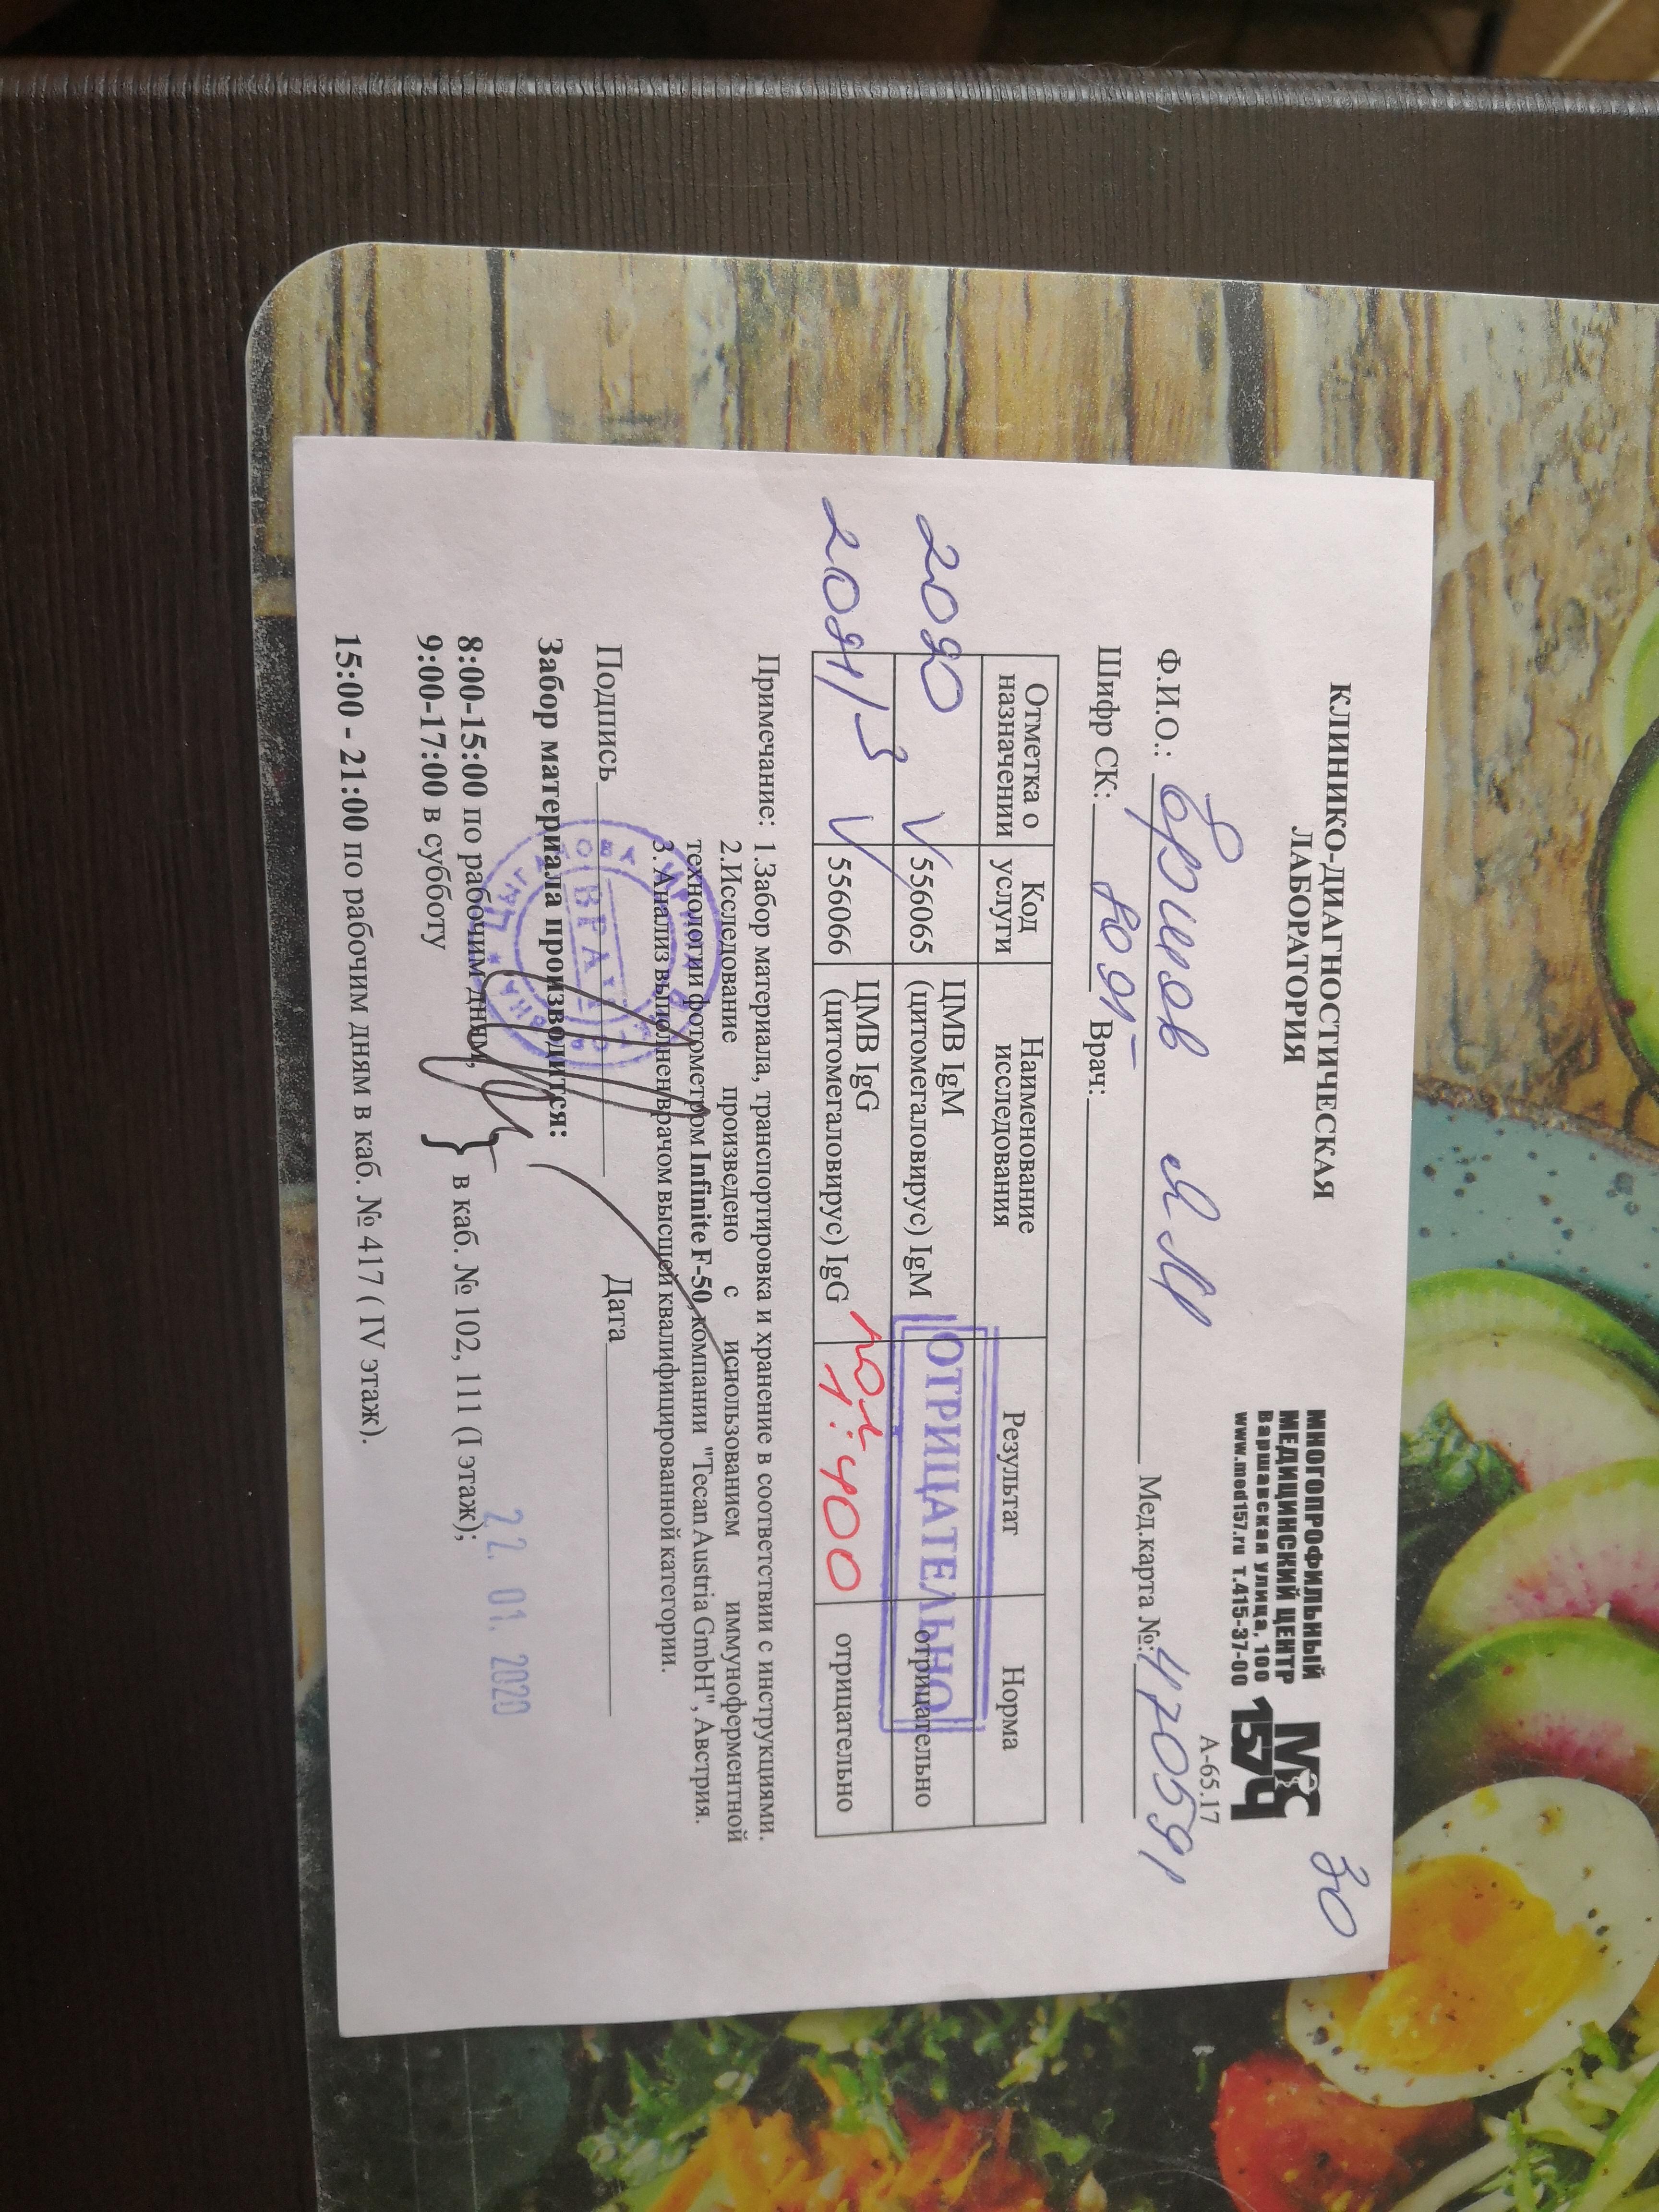 30
КЛИНИКО-ДИАГНОСТИЧЕСКАЯ
ЛАБОРАТОРИЯ
МНОГОПРОФИЛЬНЫЙ
МЕДИЦИНСКИЙ ЦЕНТР
Варшавская улица, 100
www.med157.ru т.415-37-00
МС
157
А-65.17
Ф.И.О.: Мед.карта №:
Шифр СК: Врач:
Отметка о назначении Код услуги Наименование исследования Результат Норма
2090 V 556065 ЦМВ IgM (цитомегаловирус) IgM ОТРИЦАТЕЛЬНО отрицательно
V 556066 ЦМВ IgG (цитомегаловирус) IgG пол 1:400 отрицательно
Примечание: 1.Забор материала, транспортировка и хранение в соответствии с инструкциями.
2.Исследование произведено с использованием иммуноферментной
технологии фотометром Infinite F-50 компании "Tecan Austria GmbH", Австрия.
3. Анализ выполнен врачом высшей квалифицированной категории.
Подпись Дата
ВРАЧ
Забор материала производится:
22. 01. 2020
8:00-15:00 по рабочим дням,
9:00-17:00 в субботу
} в каб. № 102, 111 (I этаж);
15:00 - 21:00 по рабочим дням в каб. № 417 ( IV этаж).